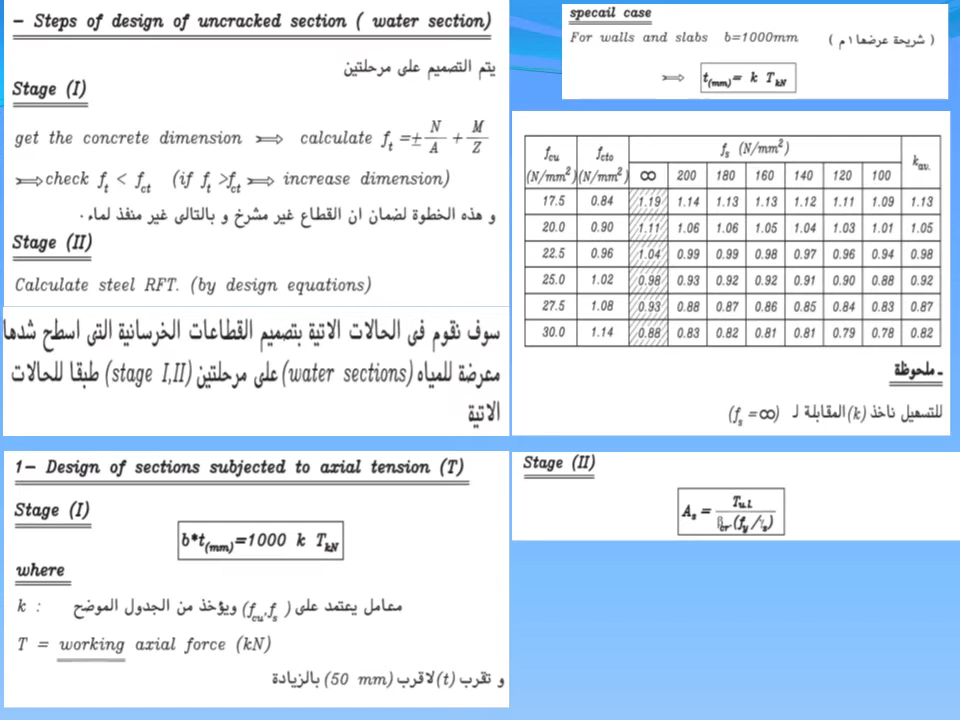 - Steps of design of uncracked section ( water section)
يتم التصميم على مرحلتين
Stage (I)
get the concrete dimension ⟹ calculate fₜ =± N/A + M/Z
⟹check fₜ < f_ct (if fₜ >f_ct ⟹ increase dimension)
و هذه الخطوة لضمان ان القطاع غير مشرخ و بالتالى غير منفذ لماء.
Stage (II)
Calculate steel RFT. (by design equations)
سوف نقوم فى الحالات الاتية بتصميم القطاعات الخرسانية التى اسطح شدها
معرضة للمياه (water sections) على مرحلتين (stage I,II) طبقا للحالات
الاتية
1- Design of sections subjected to axial tension (T)
Stage (I)
b*t(mm)=1000 k T_kN
where
k : معامل يعتمد على (f_cu,f_s) ويؤخذ من الجدول الموضح
T = working axial force (kN)
و تقرب (t) لاقرب (50 mm) بالزيادة
specail case
For walls and slabs b=1000mm ( شريحة عرضها ١م )
⟹ t(mm)= k T_kN
f_cu (N/mm²) f_cto (N/mm²) f_s (N/mm²) k_av.
∞ 200 180 160 140 120 100
17.5 0.84 1.19 1.14 1.13 1.13 1.12 1.11 1.09 1.13
20.0 0.90 1.11 1.06 1.06 1.05 1.04 1.03 1.01 1.05
22.5 0.96 1.04 0.99 0.99 0.98 0.97 0.96 0.94 0.98
25.0 1.02 0.98 0.93 0.92 0.92 0.91 0.90 0.88 0.92
27.5 1.08 0.93 0.88 0.87 0.86 0.85 0.84 0.83 0.87
30.0 1.14 0.88 0.83 0.82 0.81 0.81 0.79 0.78 0.82
- ملحوظة
للتسهيل ناخذ (k) المقابلة لـ (f_s =∞)
Stage (II)
A_s = T_u.l / β_cr (f_y /γ_s)